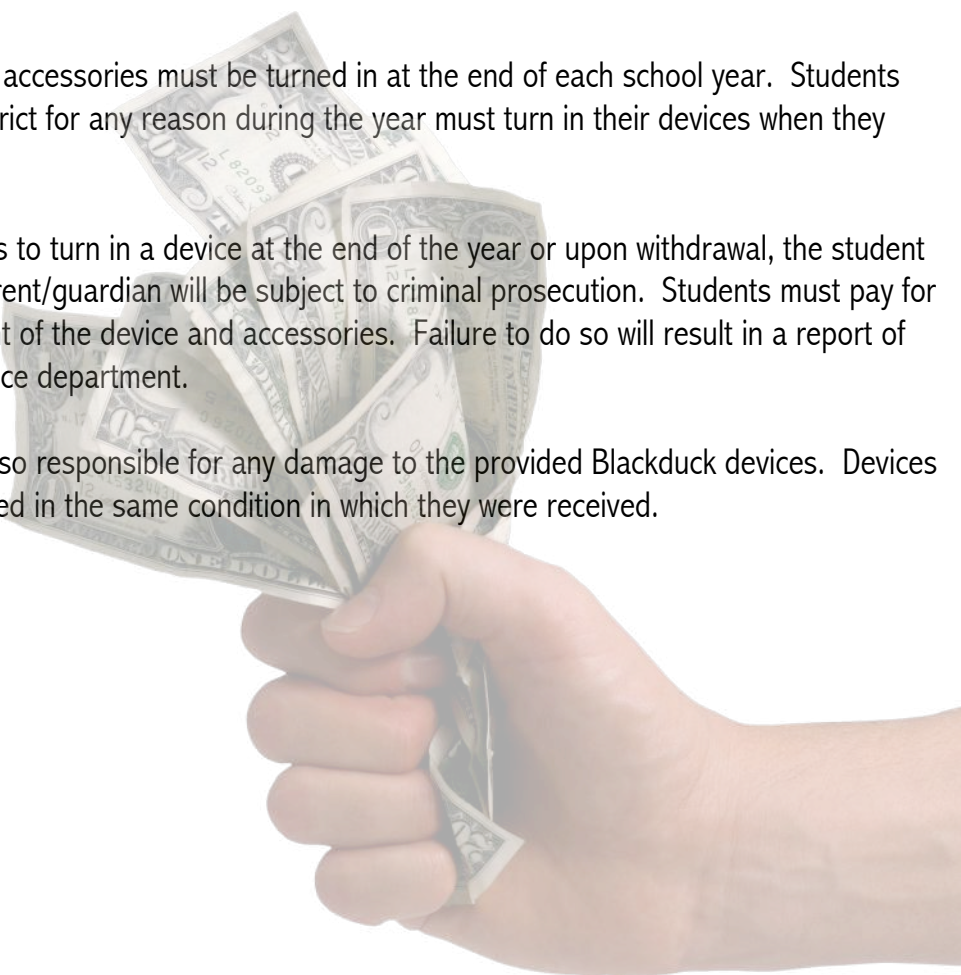 accessories must be turned in at the end of each school year.  Students
rict for any reason during the year must turn in their devices when they
s to turn in a device at the end of the year or upon withdrawal, the student
rent/guardian will be subject to criminal prosecution.  Students must pay for
t of the device and accessories.  Failure to do so will result in a report of
ce department.
so responsible for any damage to the provided Blackduck devices.  Devices
ed in the same condition in which they were received.
ONE DOLL